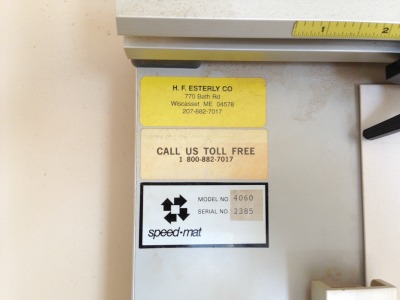 1
2
H. F. ESTERLY CO
770 Bath Rd
Wiscasset ME 04578
207-882-7017
CALL US TOLL FREE
1 800-882-7017
MODEL NO. 4060
SERIAL NO. 2385
speed-mat